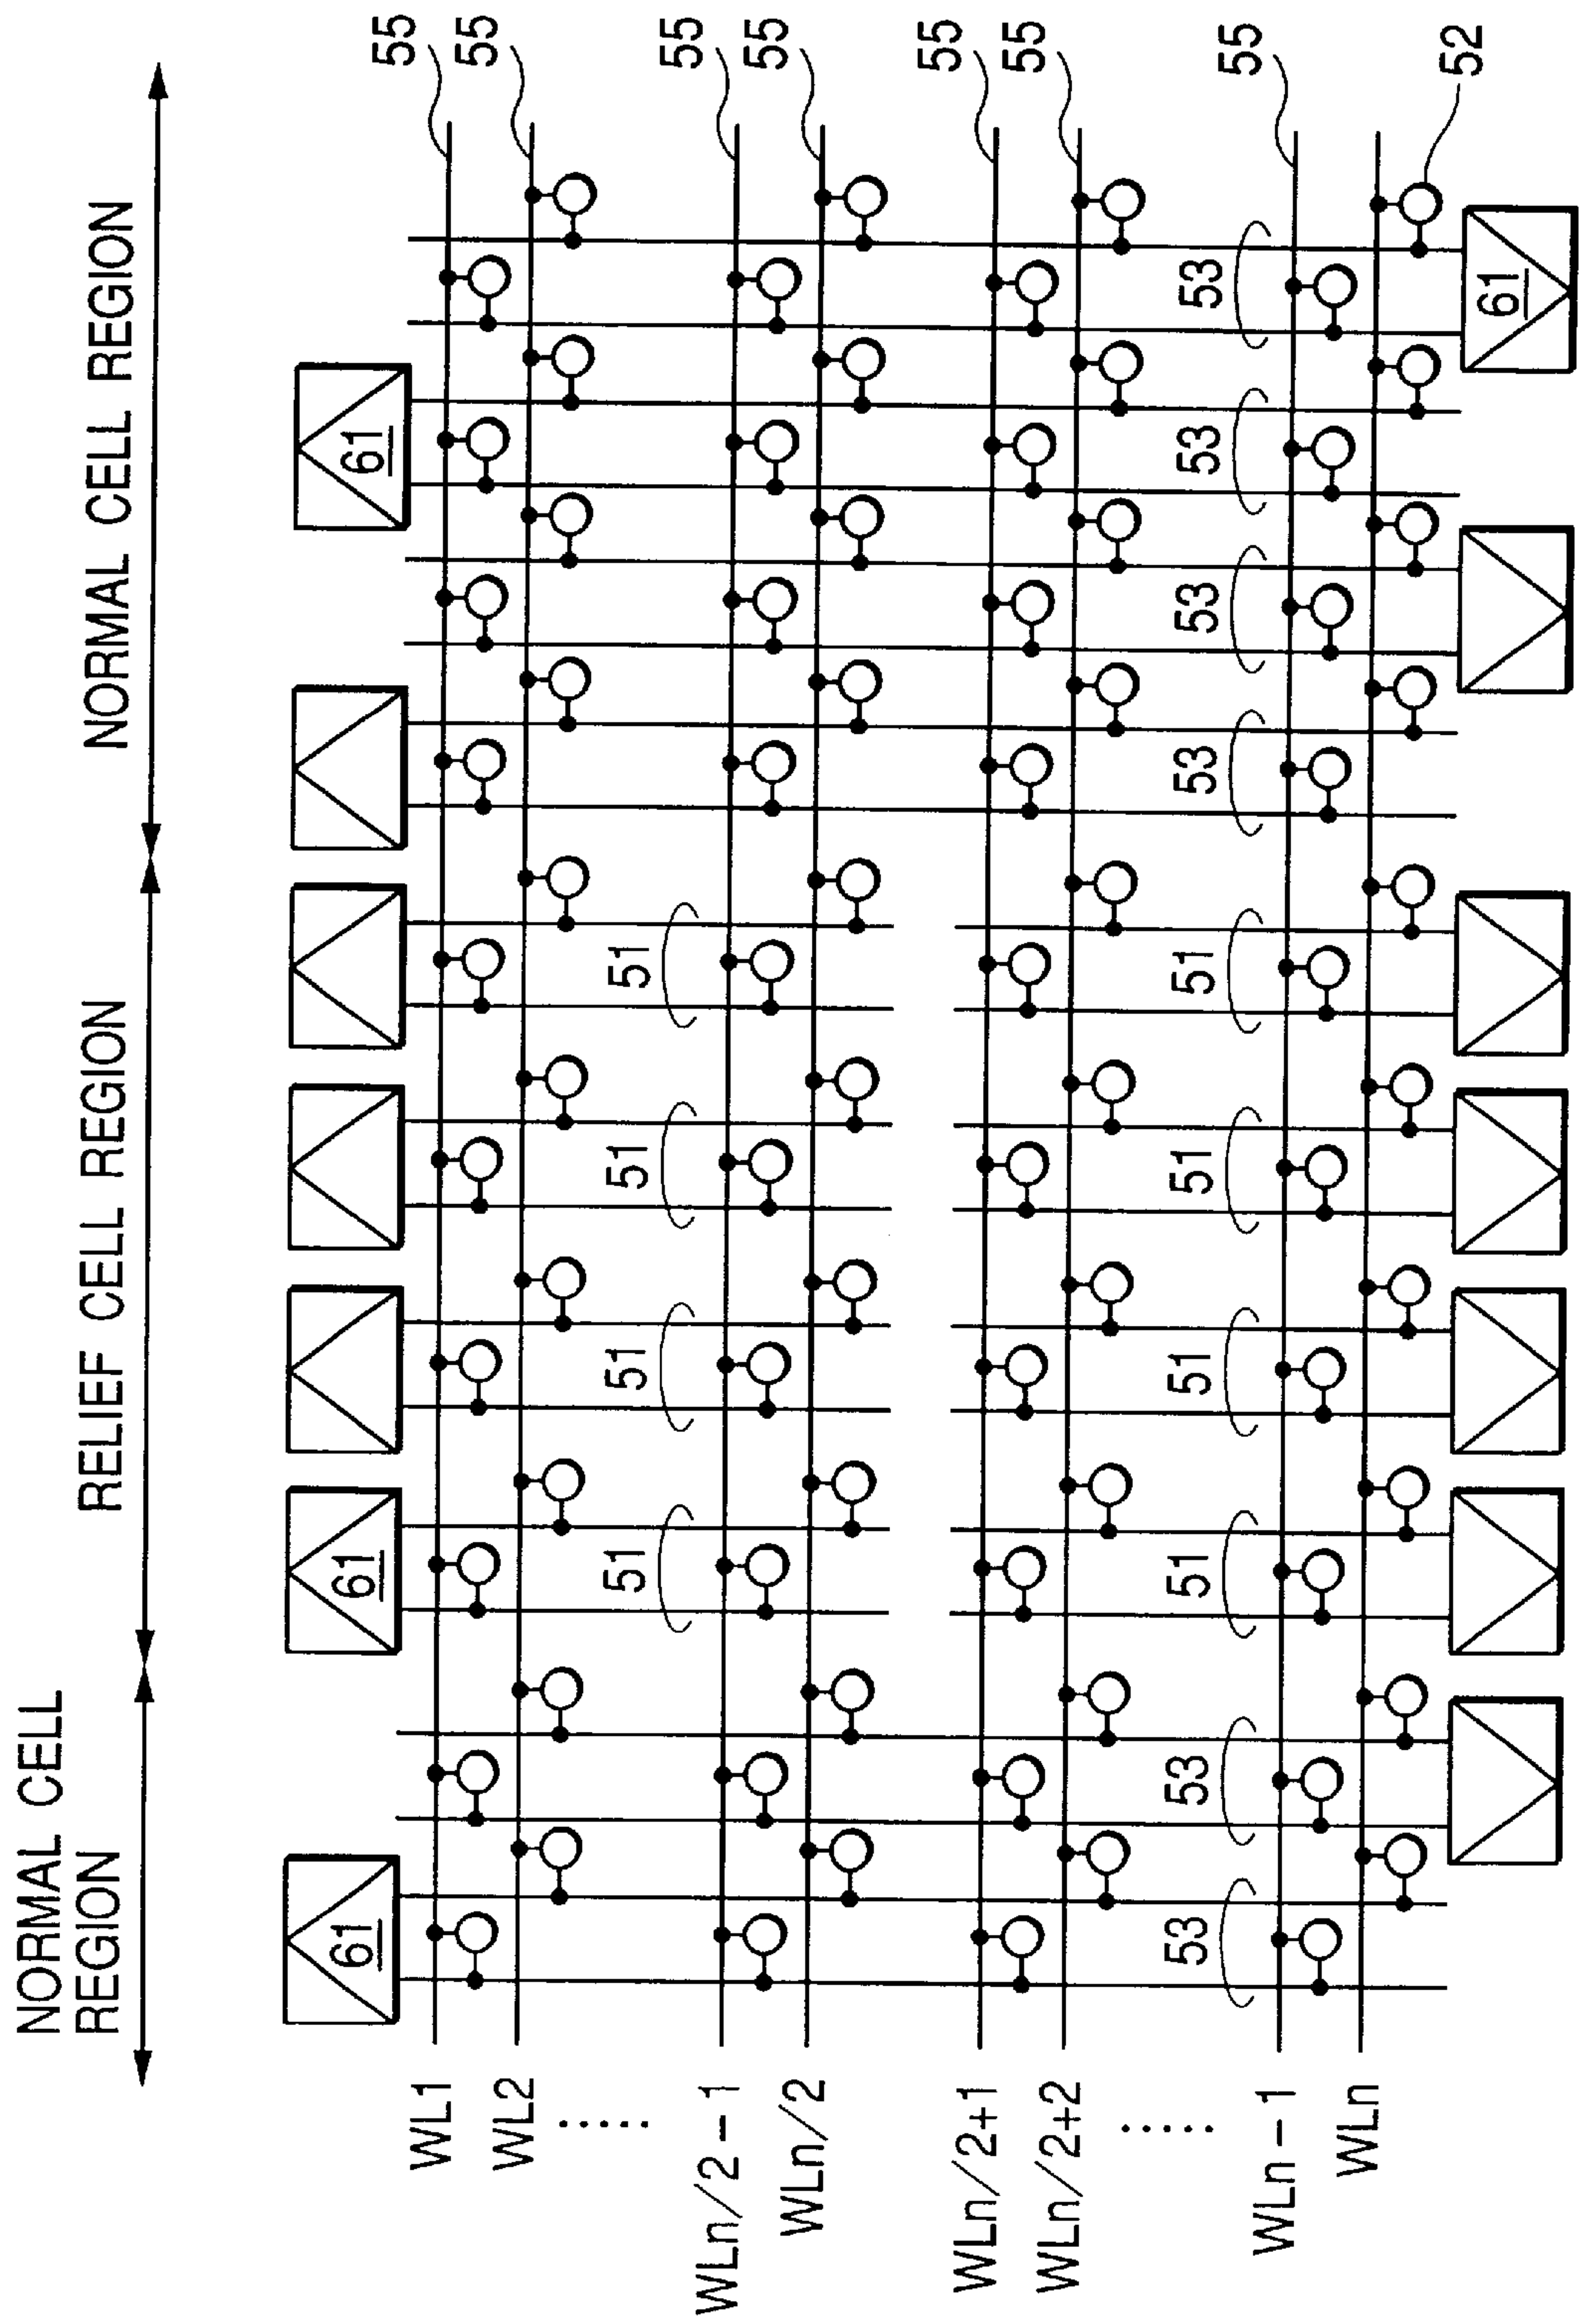 NORMAL CELL
REGION
RELIEF CELL REGION
NORMAL CELL REGION
61
61
61
WL1
55
WL2
55
.....
51
51
51
51
WLn/2-1
55
WLn/2
55
WLn/2+1
55
WLn/2+2
55
.....
53
53
51
51
51
51
53
53
53
53
WLn-1
55
WLn
52
61